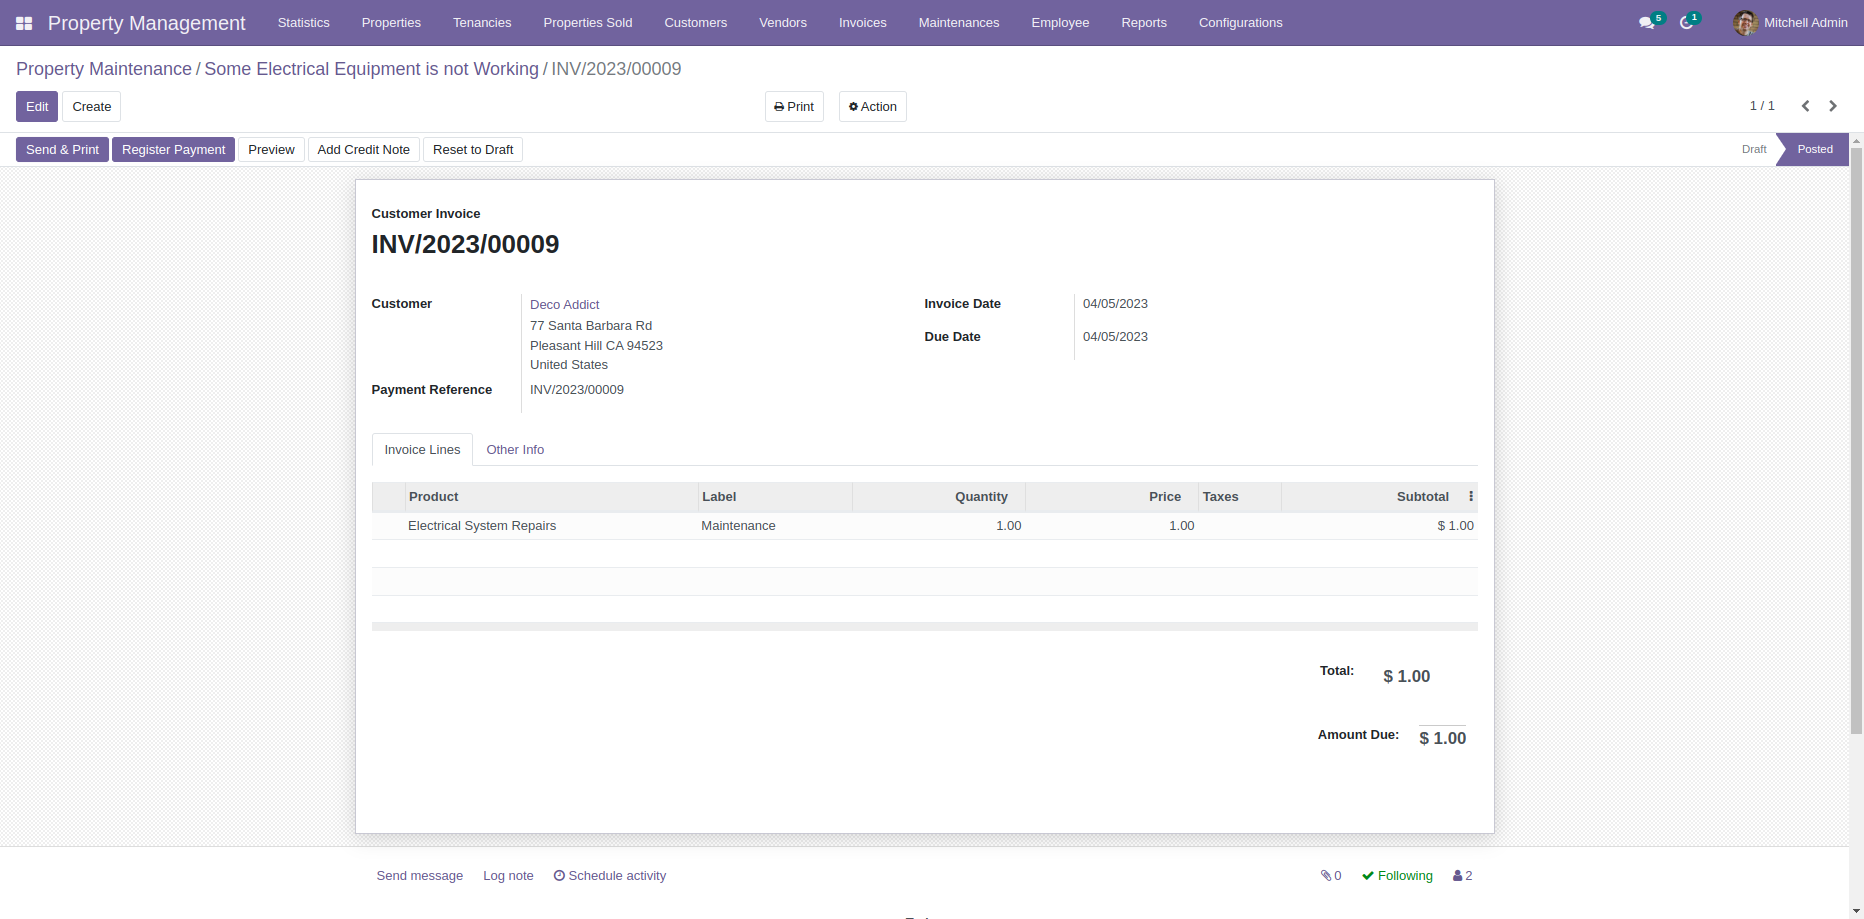 Property Management Statistics Properties Tenancies Properties Sold Customers Vendors Invoices Maintenances Employee Reports Configurations 5 1 Mitchell Admin
Property Maintenance / Some Electrical Equipment is not Working / INV/2023/00009
Edit Create Print Action 1 / 1
Send & Print Register Payment Preview Add Credit Note Reset to Draft Draft Posted
Customer Invoice
INV/2023/00009
Customer Deco Addict Invoice Date 04/05/2023
77 Santa Barbara Rd
Due Date 04/05/2023
Pleasant Hill CA 94523
United States
Payment Reference INV/2023/00009
Invoice Lines Other Info
Product Label Quantity Price Taxes Subtotal
Electrical System Repairs Maintenance 1.00 1.00 $ 1.00
Total: $ 1.00
Amount Due: $ 1.00
Send message Log note Schedule activity 0 Following 2